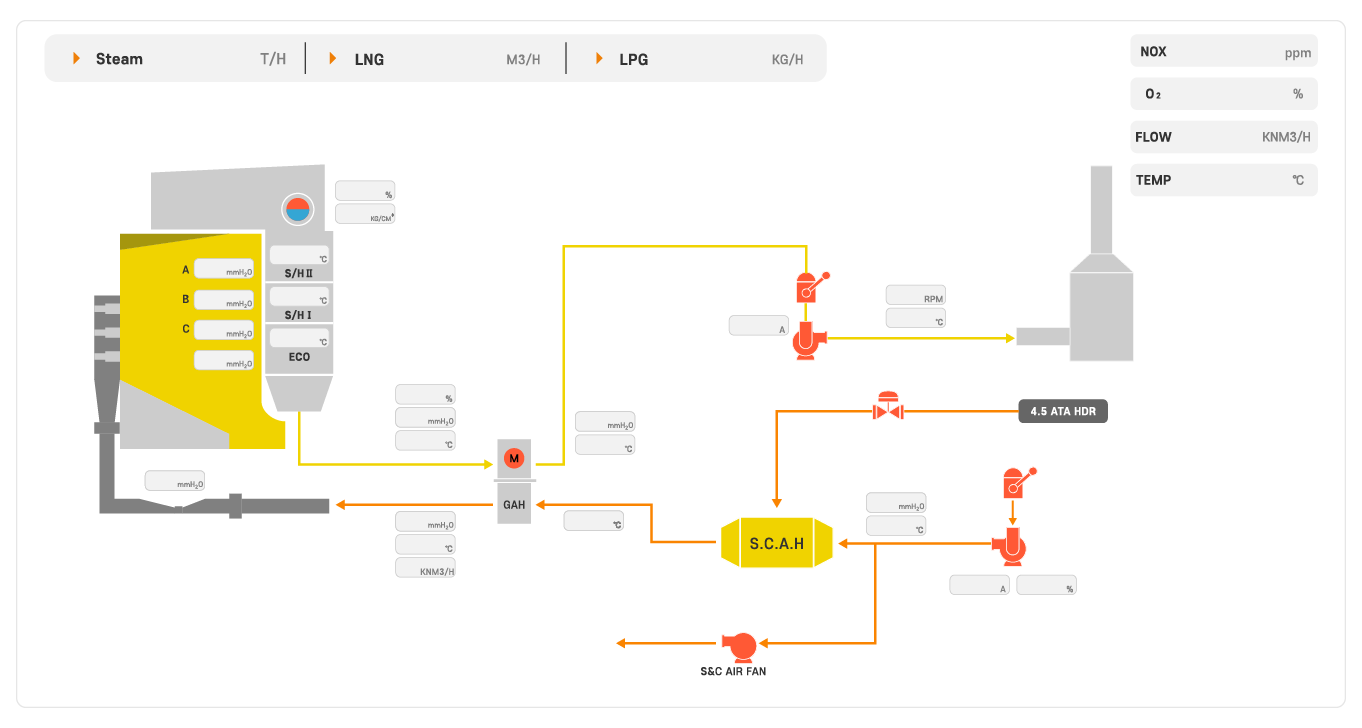 Steam T/H LNG M3/H LPG KG/H
NOX ppm
O₂ %
FLOW KNM3/H
TEMP ℃
%
KG/CM²
℃
S/H II
℃
S/H I
℃
ECO
A mmH₂O
B mmH₂O
C mmH₂O
mmH₂O
mmH₂O
%
mmH₂O
℃
M
GAH
mmH₂O
℃
KNM3/H
mmH₂O
℃
℃
A
RPM
℃
4.5 ATA HDR
S.C.A.H
mmH₂O
℃
A
%
S&C AIR FAN